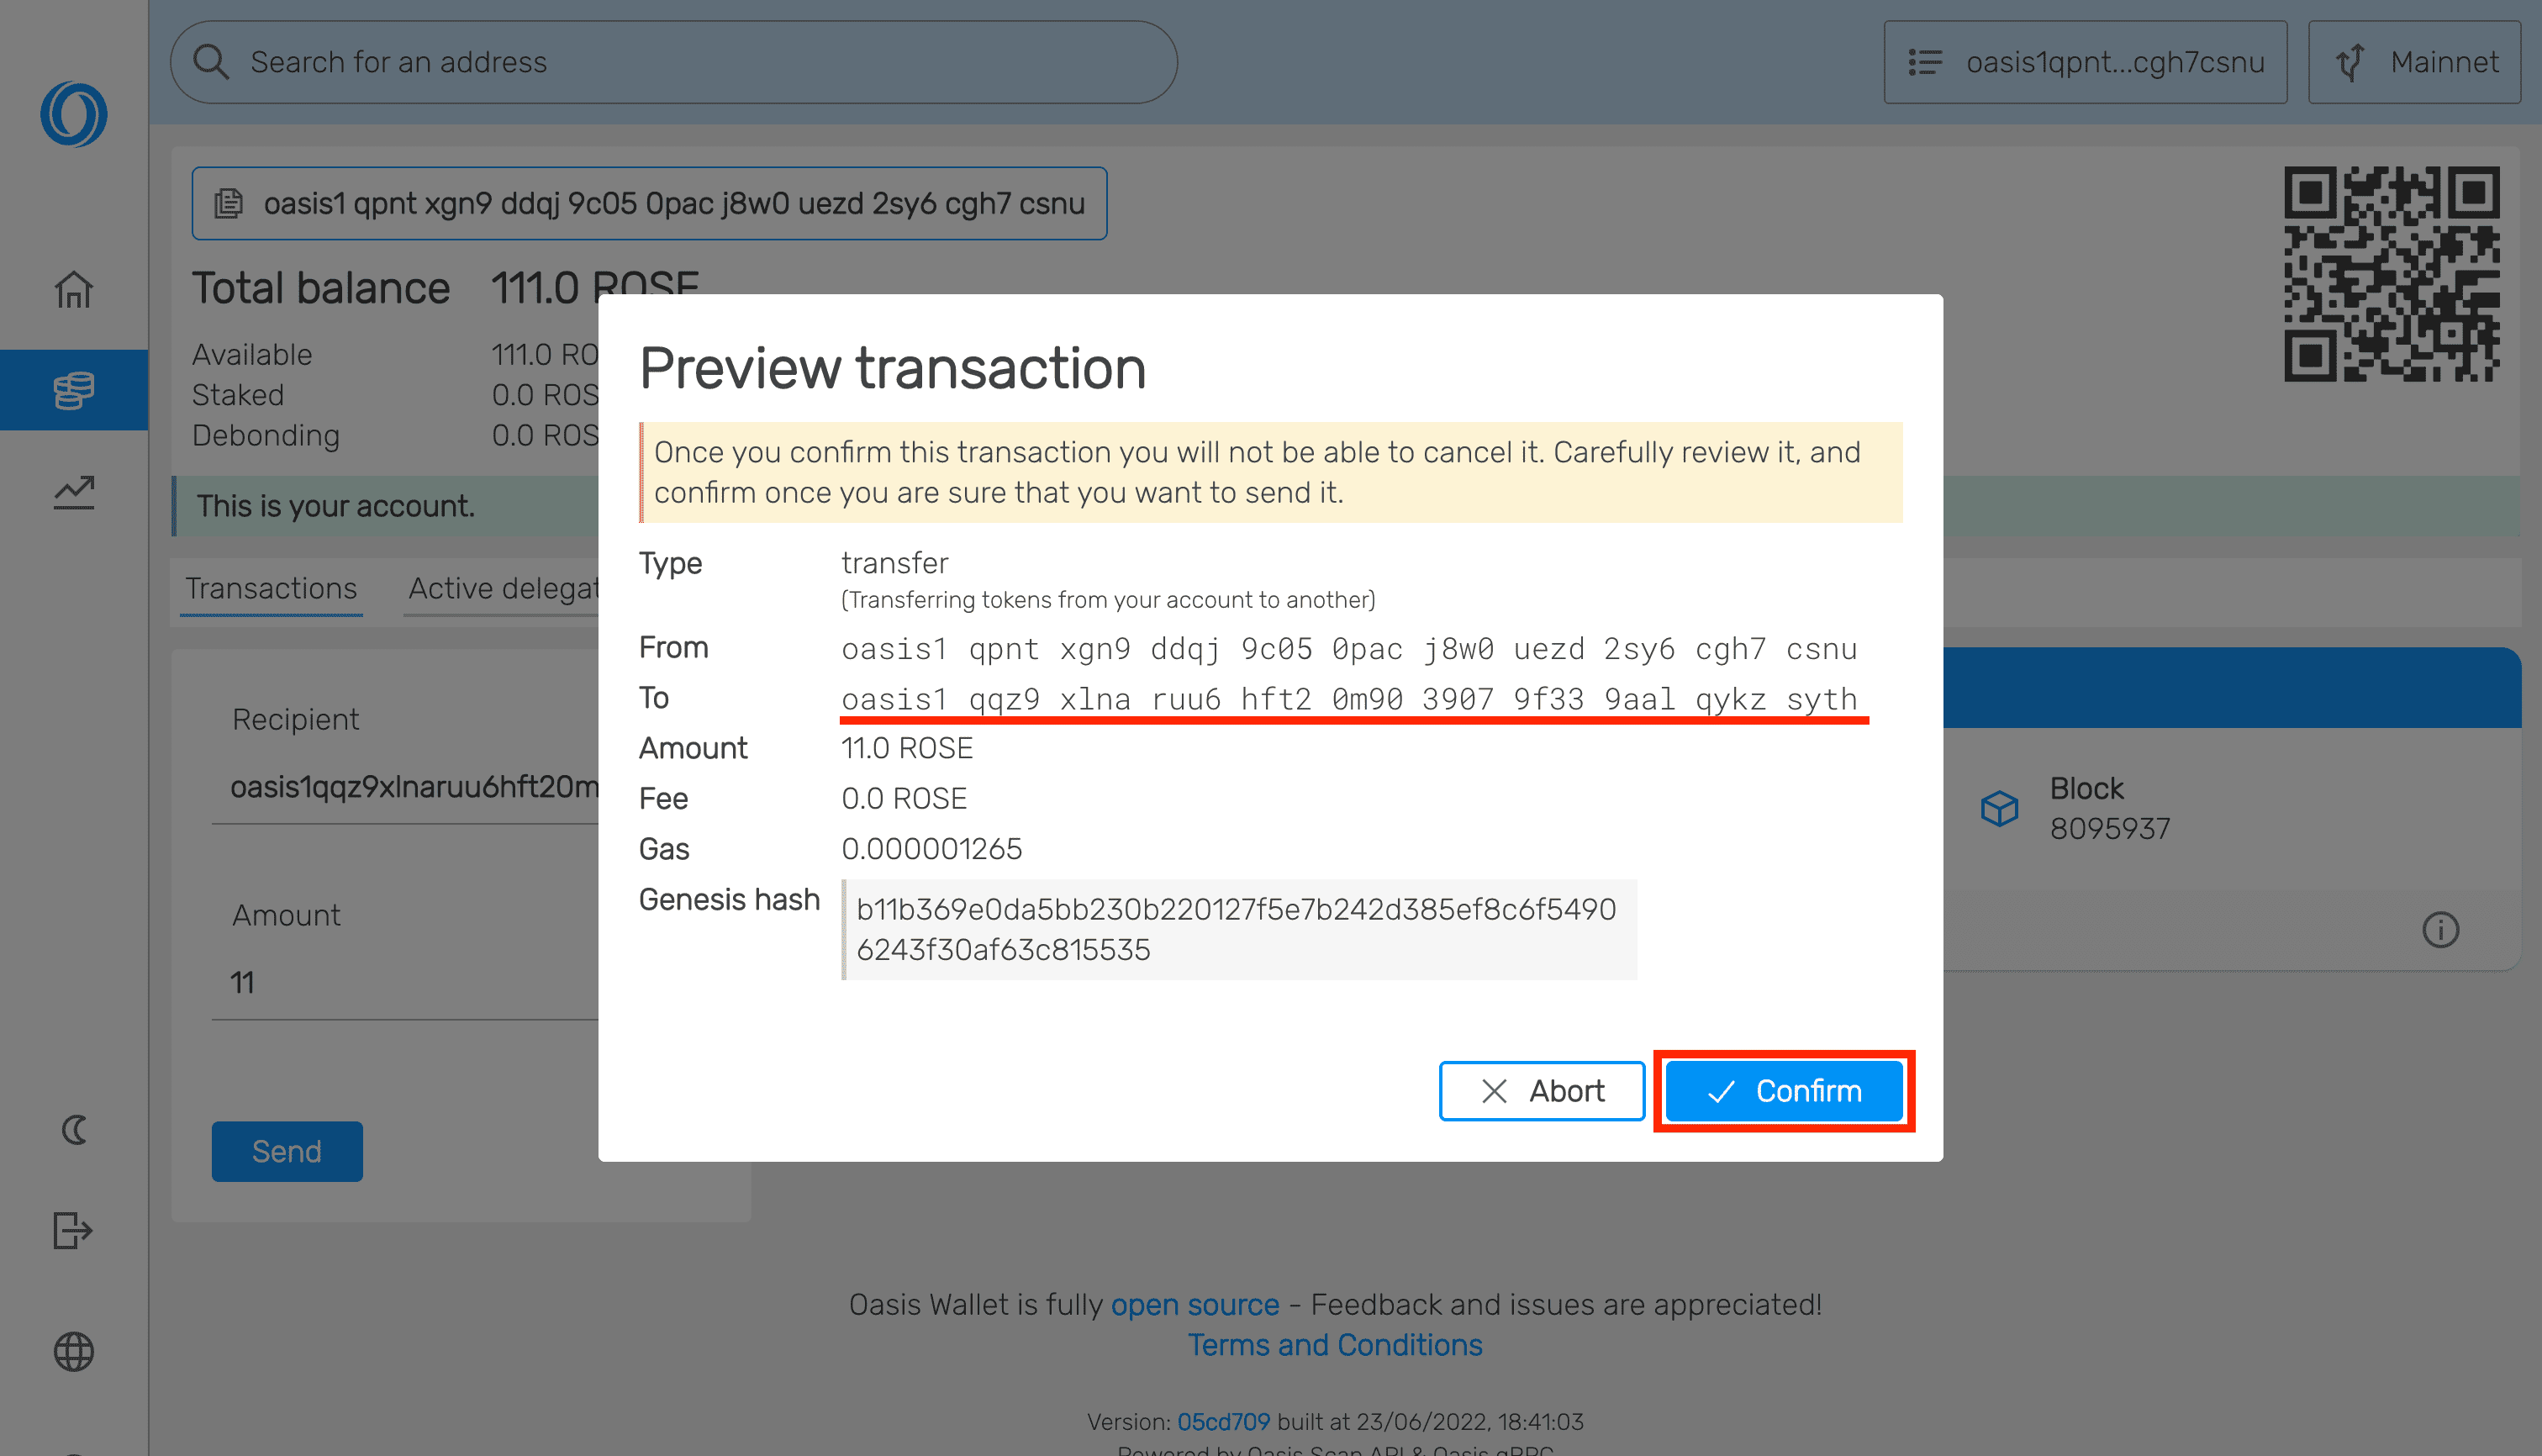 Search for an address
oasis1qpnt...cgh7csnu
Mainnet
oasis1 qpnt xgn9 ddqj 9c05 0pac j8w0 uezd 2sy6 cgh7 csnu
Total balance 111.0 ROSE
Available 111.0 RO
Staked 0.0 ROS
Debonding 0.0 ROS
This is your account.
Transactions Active delegat
Recipient
oasis1qqz9xlnaruu6hft20m
Amount
11
Send
Preview transaction
Once you confirm this transaction you will not be able to cancel it. Carefully review it, and
confirm once you are sure that you want to send it.
Type transfer
(Transferring tokens from your account to another)
From oasis1 qpnt xgn9 ddqj 9c05 0pac j8w0 uezd 2sy6 cgh7 csnu
To oasis1 qqz9 xlna ruu6 hft2 0m90 3907 9f33 9aal qykz syth
Amount 11.0 ROSE
Fee 0.0 ROSE
Gas 0.000001265
Genesis hash b11b369e0da5bb230b220127f5e7b242d385ef8c6f5490
6243f30af63c815535
Abort
Confirm
Block
8095937
Oasis Wallet is fully open source - Feedback and issues are appreciated!
Terms and Conditions
Version: 05cd709 built at 23/06/2022, 18:41:03
Powered by Oasis Scan API & Oasis gRPC